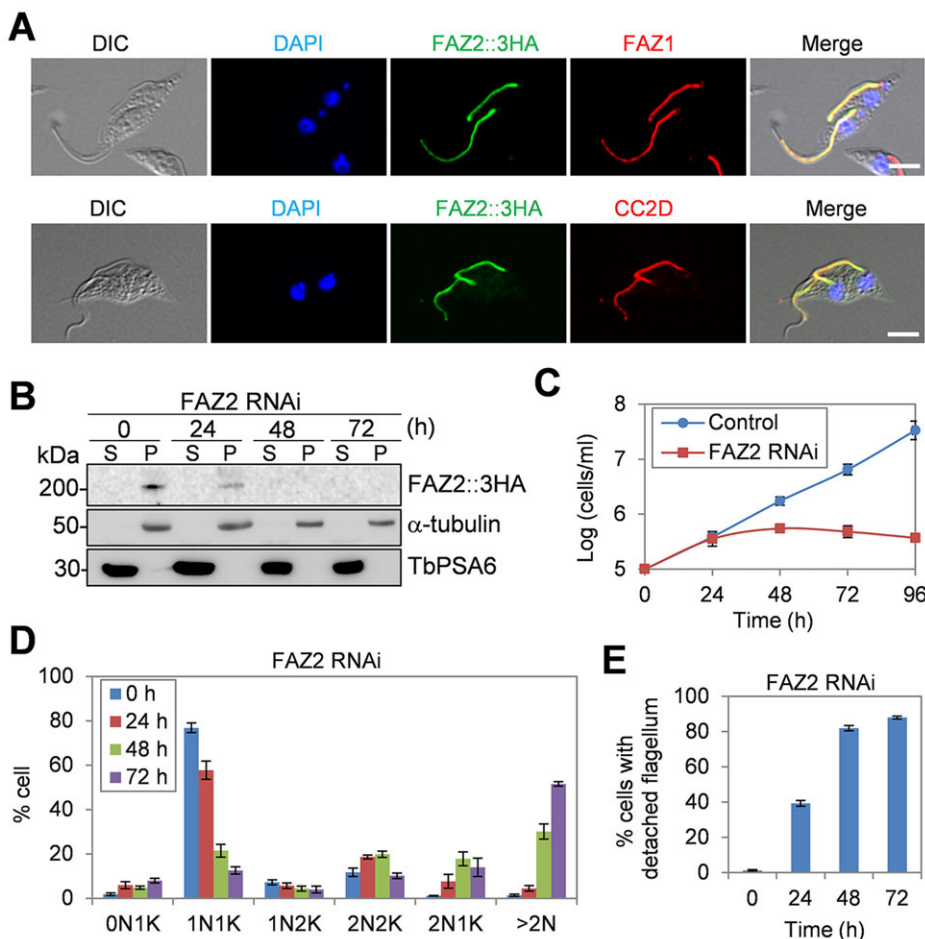 A
DIC DAPI FAZ2::3HA FAZ1 Merge
DIC DAPI FAZ2::3HA CC2D Merge
B
FAZ2 RNAi
0 24 48 72 (h)
kDa S P S P S P S P
200 FAZ2::3HA
50 α-tubulin
30 TbPSA6
C
Log (cells/ml)
8
7
6
5
Control
FAZ2 RNAi
0 24 48 72 96
Time (h)
D
FAZ2 RNAi
% cell
100
80
60
40
20
0
0 h
24 h
48 h
72 h
0N1K 1N1K 1N2K 2N2K 2N1K >2N
E
FAZ2 RNAi
% cells with
detached flagellum
100
80
60
40
20
0
0 24 48 72
Time (h)